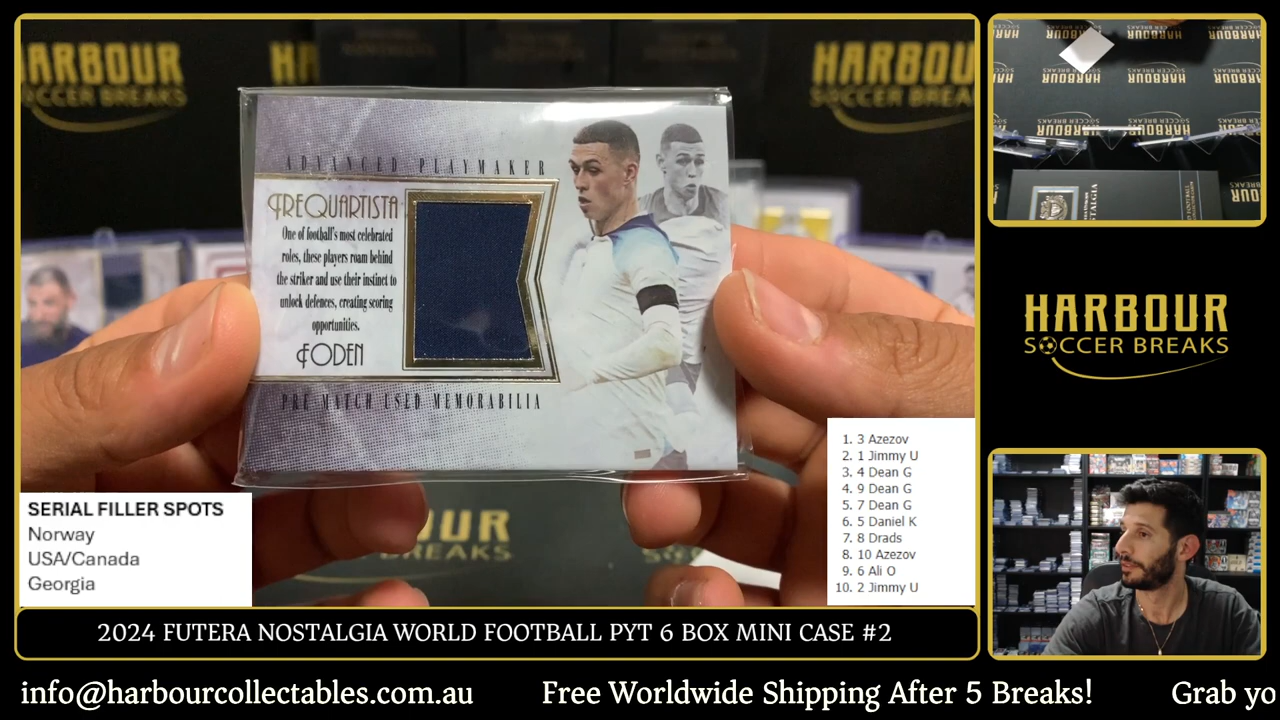 HARBOUR
SOCCER BREAKS
HARBOUR
SOCCER BREAKS
ADVANCED PLAYMAKER
TREQUARTISTA
One of football's most celebrated
roles, these players roam behind
the striker and use their instinct to
unlock defences, creating scoring
opportunities.
FODEN
PRE MATCH USED MEMORABILIA
BREAKS
SERIAL FILLER SPOTS
Norway
USA/Canada
Georgia
1. 3 Azezov
2. 1 Jimmy U
3. 4 Dean G
4. 9 Dean G
5. 7 Dean G
6. 5 Daniel K
7. 8 Drads
8. 10 Azezov
9. 6 Ali O
10. 2 Jimmy U
HARBOUR
SOCCER BREAKS
2024 FUTERA NOSTALGIA WORLD FOOTBALL PYT 6 BOX MINI CASE #2
info@harbourcollectables.com.au Free Worldwide Shipping After 5 Breaks! Grab yo